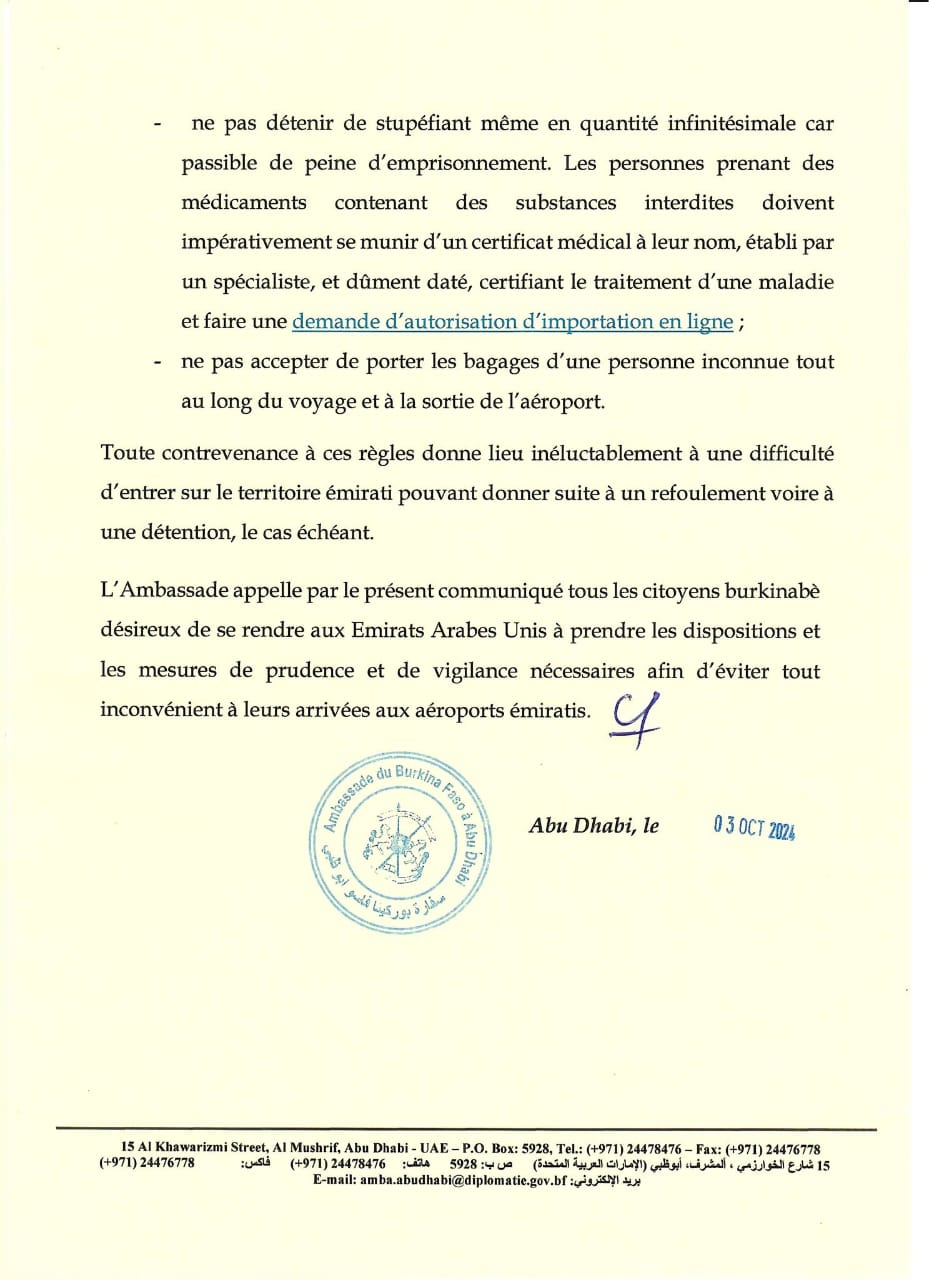 - ne pas détenir de stupéfiant même en quantité infinitésimale car
passible de peine d'emprisonnement. Les personnes prenant des
médicaments contenant des substances interdites doivent
impérativement se munir d'un certificat médical à leur nom, établi par
un spécialiste, et dûment daté, certifiant le traitement d'une maladie
et faire une demande d'autorisation d'importation en ligne ;
- ne pas accepter de porter les bagages d'une personne inconnue tout
au long du voyage et à la sortie de l'aéroport.
Toute contrevenance à ces règles donne lieu inéluctablement à une difficulté
d'entrer sur le territoire émirati pouvant donner suite à un refoulement voire à
une détention, le cas échéant.
L'Ambassade appelle par le présent communiqué tous les citoyens burkinabè
désireux de se rendre aux Emirats Arabes Unis à prendre les dispositions et
les mesures de prudence et de vigilance nécessaires afin d'éviter tout
inconvénient à leurs arrivées aux aéroports émiratis.
Ambassade du Burkina Faso à Abu Dhabi
سفارة بوركينا فاسو ابو ظبي
Abu Dhabi, le 03 OCT 2024
15 Al Khawarizmi Street, Al Mushrif, Abu Dhabi - UAE – P.O. Box: 5928, Tel.: (+971) 24478476 – Fax: (+971) 24476778
15 شارع الخوارزمي ، المشرف، أبوظبي (الإمارات العربية المتحدة) ص ب: 5928 هاتف: (+971) 24478476 فاكس: (+971) 24476778
E-mail: amba.abudhabi@diplomatie.gov.bf :بريد الإلكتروني